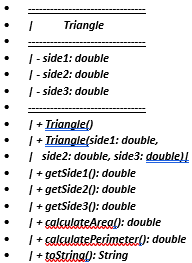 • --------------------------------
• |          Triangle
• --------------------------------
• | - side1: double
• | - side2: double
• | - side3: double
• --------------------------------
• | + Triangle()
• | + Triangle(side1: double,
• |   side2: double, side3: double)|
• | + getSide1(): double
• | + getSide2(): double
• | + getSide3(): double
• | + calculateArea(): double
• | + calculatePerimeter(): double
• | + toString(): String